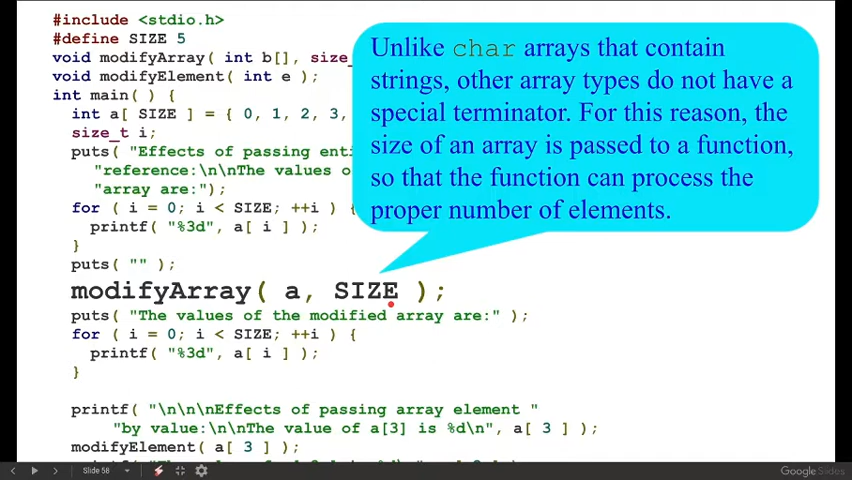 #include <stdio.h>
#define SIZE 5
void modifyArray( int b[], size_
void modifyElement( int e );
int main( ) {
int a[ SIZE ] = { 0, 1, 2, 3,
size_t i;
puts( "Effects of passing enti
"reference:\n\nThe values o
"array are:");
for ( i = 0; i < SIZE; ++i ) {
printf( "%3d", a[ i ] );
}
puts( "" );
Unlike char arrays that contain
strings, other array types do not have a
special terminator. For this reason, the
size of an array is passed to a function,
so that the function can process the
proper number of elements.
modifyArray( a, SIZE );
puts( "The values of the modified array are:" );
for ( i = 0; i < SIZE; ++i ) {
printf( "%3d", a[ i ] );
}
printf( "\n\n\nEffects of passing array element "
"by value:\n\nThe value of a[3] is %d\n", a[ 3 ] );
modifyElement( a[ 3 ] );
Slide 58
Google Slides